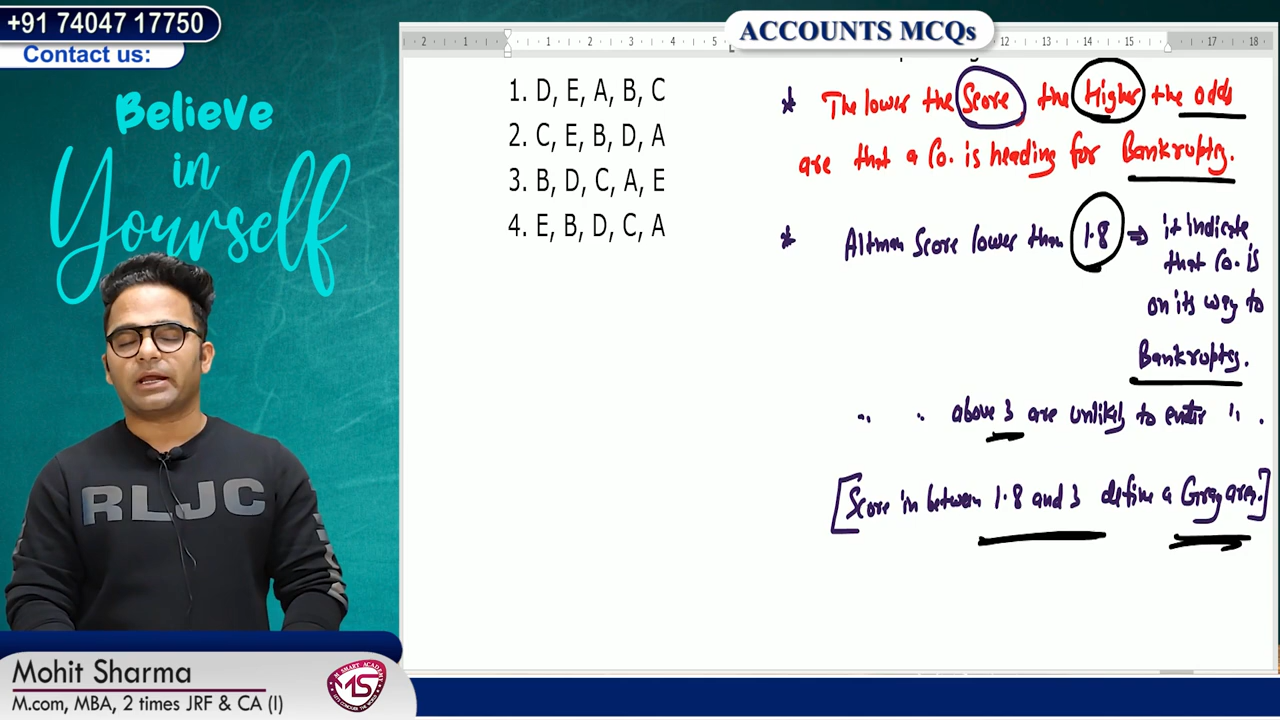 +91 74047 17750
Contact us:
ACCOUNTS MCQs
Believe
in
Yourself
1. D, E, A, B, C
2. C, E, B, D, A
3. B, D, C, A, E
4. E, B, D, C, A
* The lower the Score the Higher the odds
are that a Co. is heading for Bankruptcy.
* Altman Score lower than 1.8 ⇒ it indicate
that Co. is
on its way to
Bankruptcy.
" " above 3 are unlikely to enter " .
[Score in between 1.8 and 3 define a Gray area.]
RLJC
Mohit Sharma
M.com, MBA, 2 times JRF & CA (I)
MS